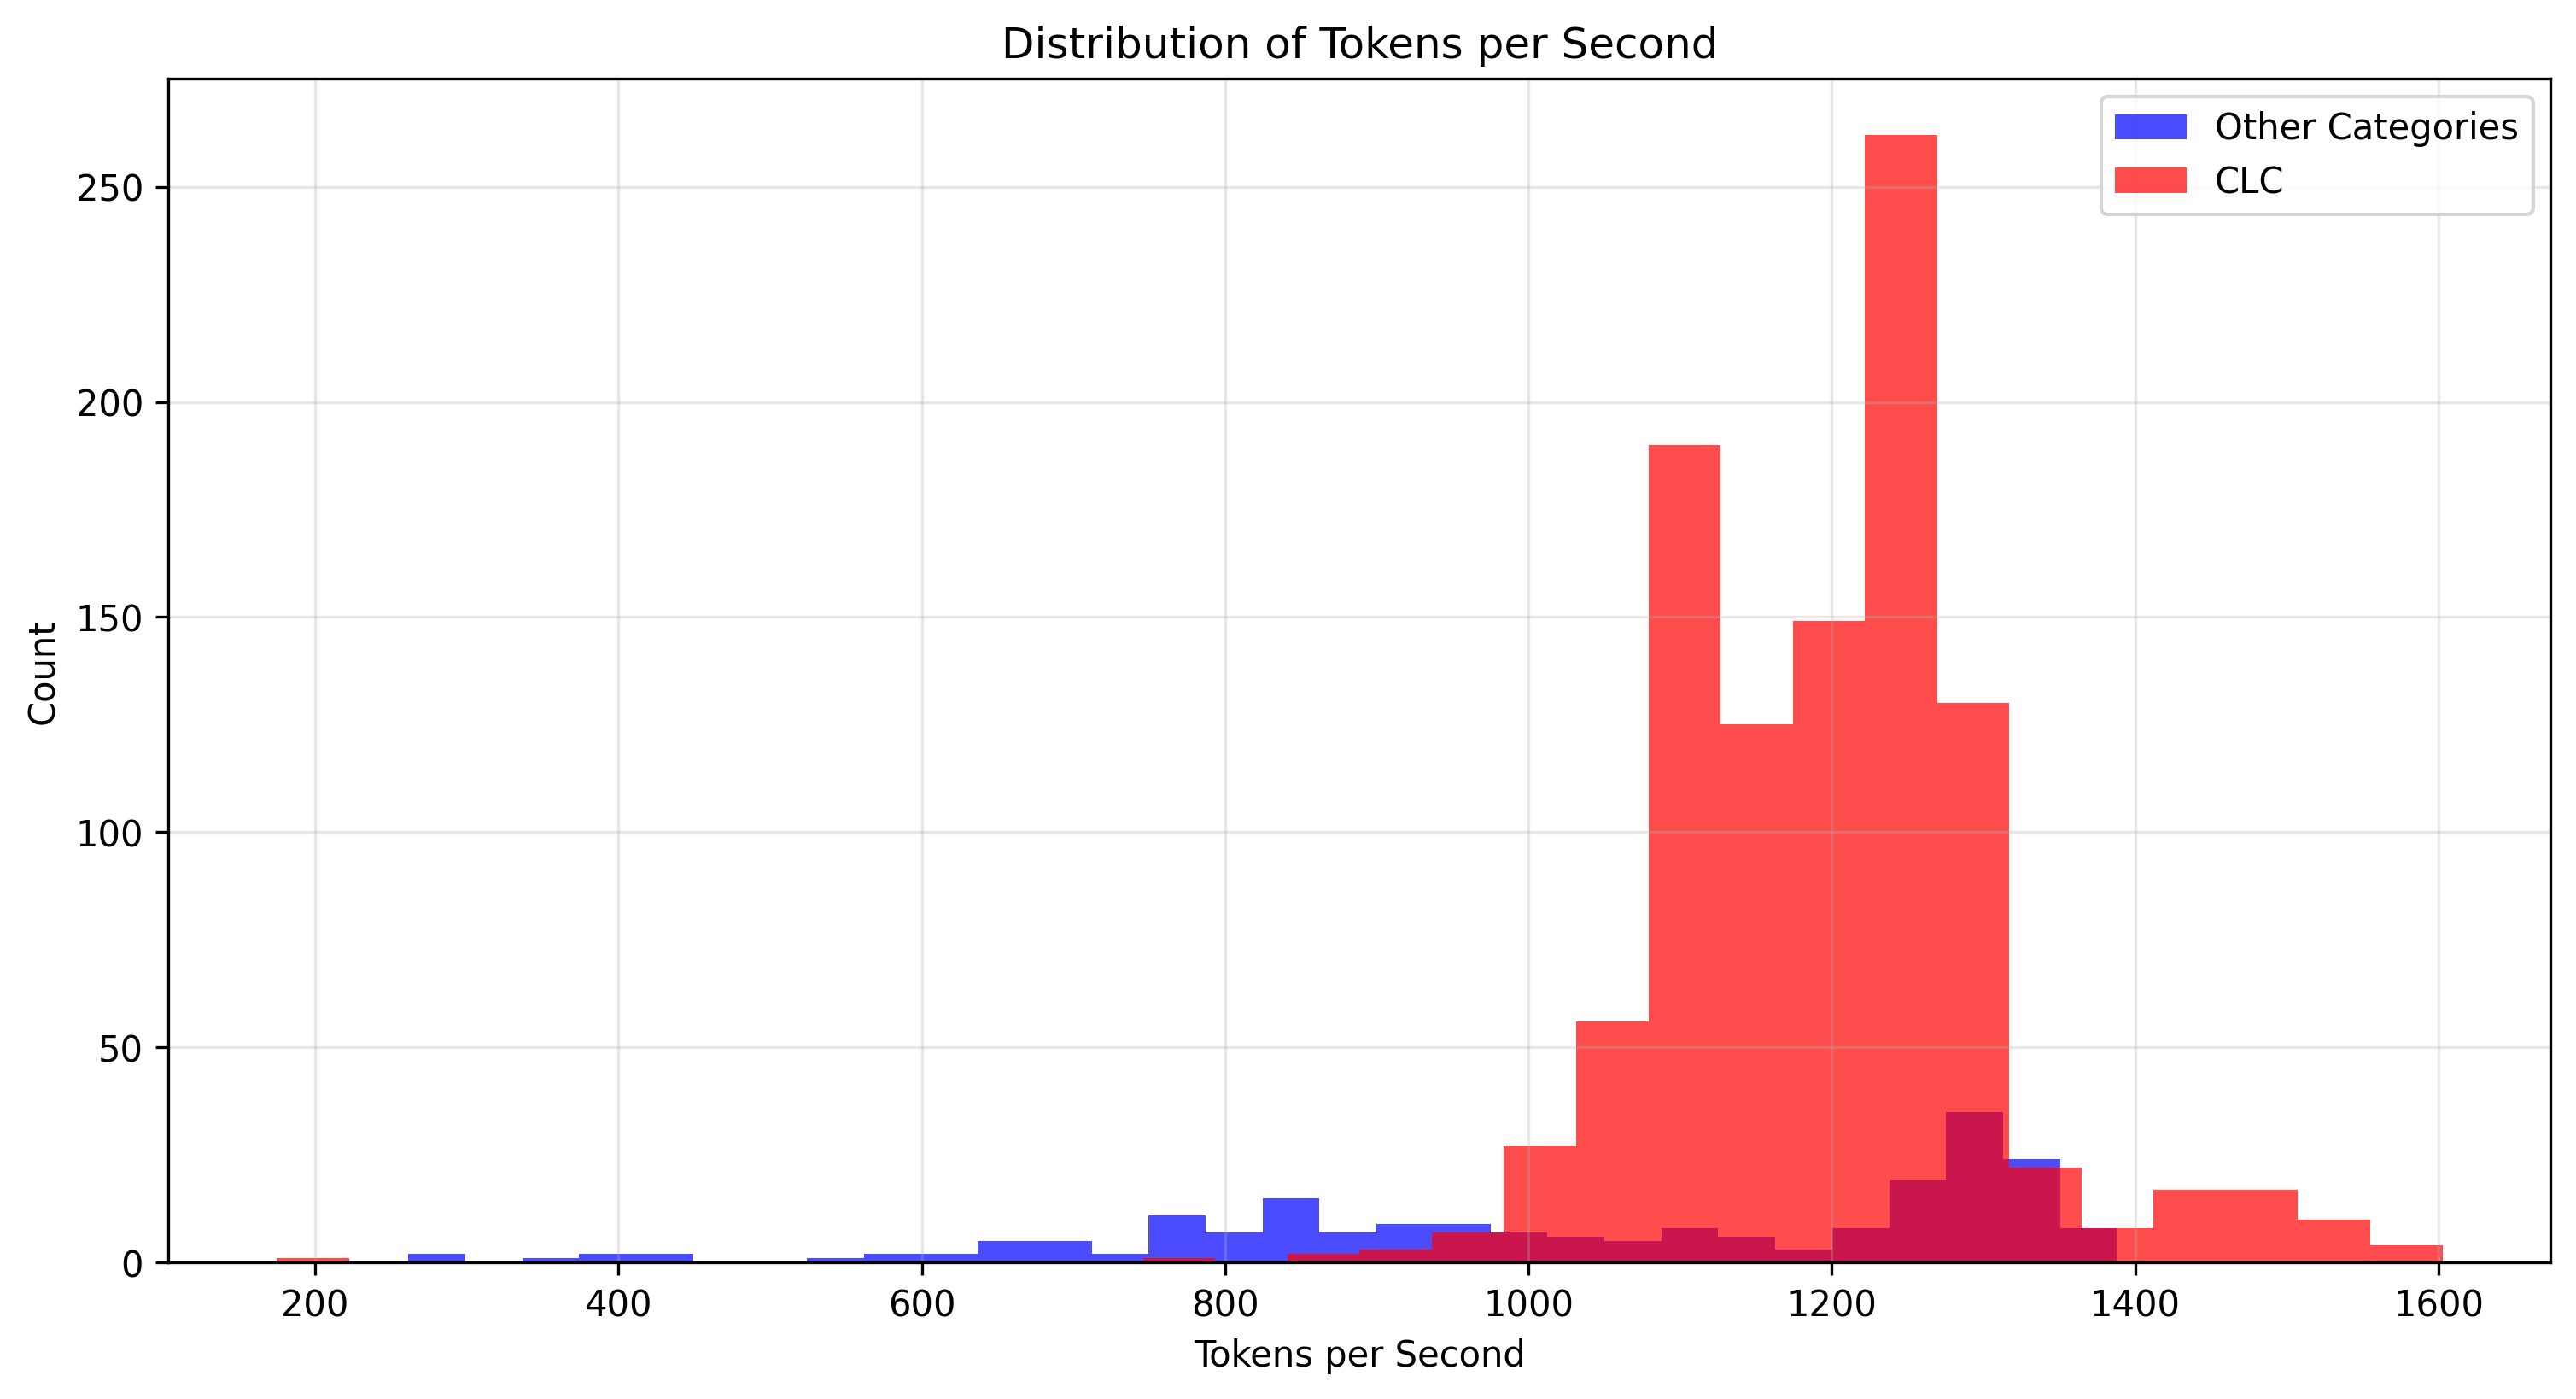 Distribution of Tokens per Second
Other Categories
CLC
250
200
150
100
50
0
Count
200 400 600 800 1000 1200 1400 1600
Tokens per Second